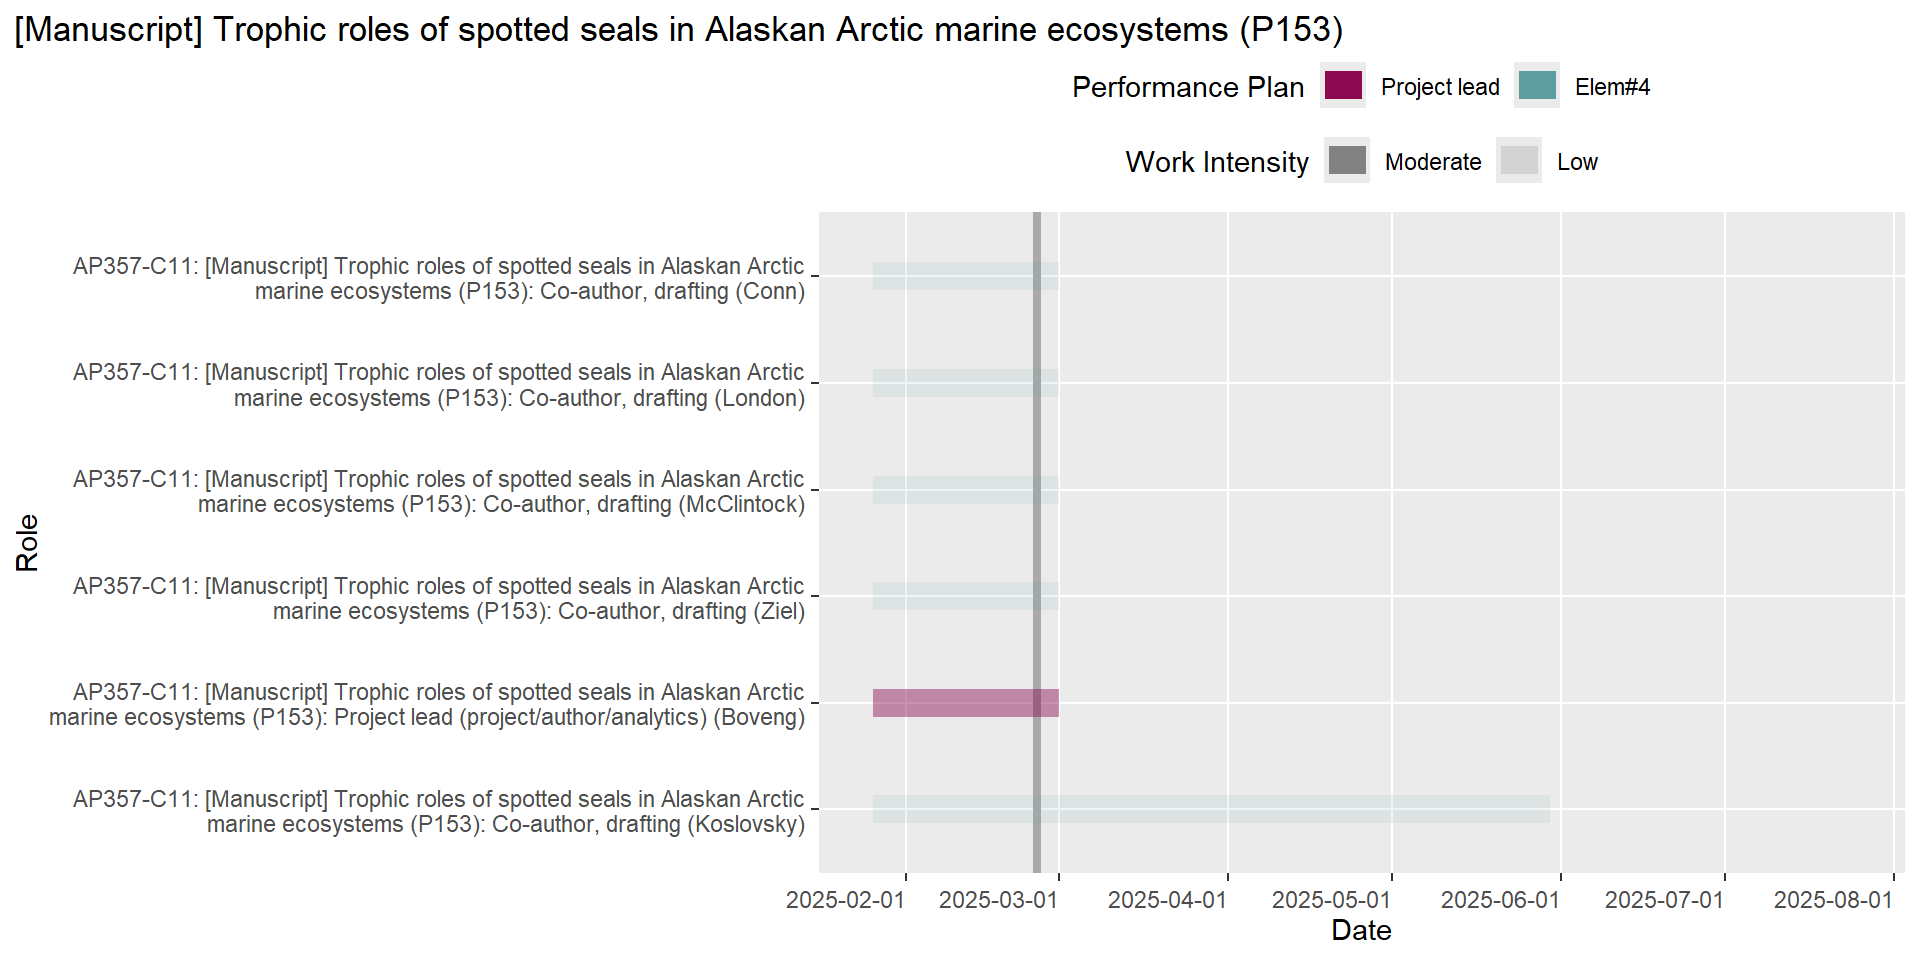 [Manuscript] Trophic roles of spotted seals in Alaskan Arctic marine ecosystems (P153)
Performance Plan Project lead Elem#4
Work Intensity Moderate Low
AP357-C11: [Manuscript] Trophic roles of spotted seals in Alaskan Arctic
marine ecosystems (P153): Co-author, drafting (Conn)
AP357-C11: [Manuscript] Trophic roles of spotted seals in Alaskan Arctic
marine ecosystems (P153): Co-author, drafting (London)
AP357-C11: [Manuscript] Trophic roles of spotted seals in Alaskan Arctic
marine ecosystems (P153): Co-author, drafting (McClintock)
AP357-C11: [Manuscript] Trophic roles of spotted seals in Alaskan Arctic
marine ecosystems (P153): Co-author, drafting (Ziel)
AP357-C11: [Manuscript] Trophic roles of spotted seals in Alaskan Arctic
marine ecosystems (P153): Project lead (project/author/analytics) (Boveng)
AP357-C11: [Manuscript] Trophic roles of spotted seals in Alaskan Arctic
marine ecosystems (P153): Co-author, drafting (Koslovsky)
Role
2025-02-01 2025-03-01 2025-04-01 2025-05-01 2025-06-01 2025-07-01 2025-08-01
Date